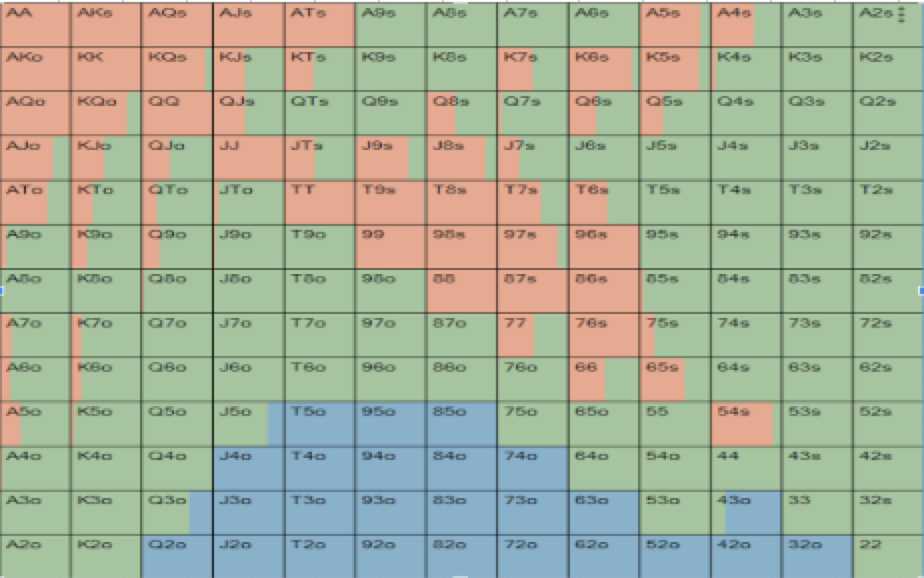 AA AKs AQs AJs ATs A9s A8s A7s A6s A5s A4s A3s A2s
AKo KK KQs KJs KTs K9s K8s K7s K6s K5s K4s K3s K2s
AQo KQo QQ QJs QTs Q9s Q8s Q7s Q6s Q5s Q4s Q3s Q2s
AJo KJo QJo JJ JTs J9s J8s J7s J6s J5s J4s J3s J2s
ATo KTo QTo JTo TT T9s T8s T7s T6s T5s T4s T3s T2s
A9o K9o Q9o J9o T9o 99 98s 97s 96s 95s 94s 93s 92s
A8o K8o Q8o J8o T8o 98o 88 87s 86s 85s 84s 83s 82s
A7o K7o Q7o J7o T7o 97o 87o 77 76s 75s 74s 73s 72s
A6o K6o Q6o J6o T6o 96o 86o 76o 66 65s 64s 63s 62s
A5o K5o Q5o J5o T5o 95o 85o 75o 65o 55 54s 53s 52s
A4o K4o Q4o J4o T4o 94o 84o 74o 64o 54o 44 43s 42s
A3o K3o Q3o J3o T3o 93o 83o 73o 63o 53o 43o 33 32s
A2o K2o Q2o J2o T2o 92o 82o 72o 62o 52o 42o 32o 22